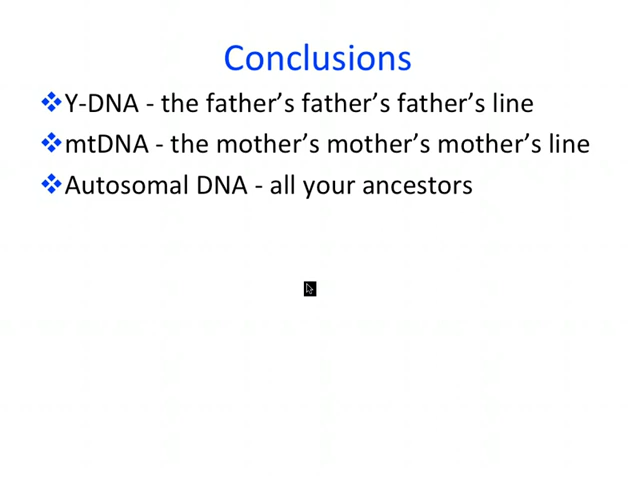 Conclusions
❖Y-DNA - the father’s father’s father’s line
❖mtDNA - the mother’s mother’s mother’s line
❖Autosomal DNA - all your ancestors